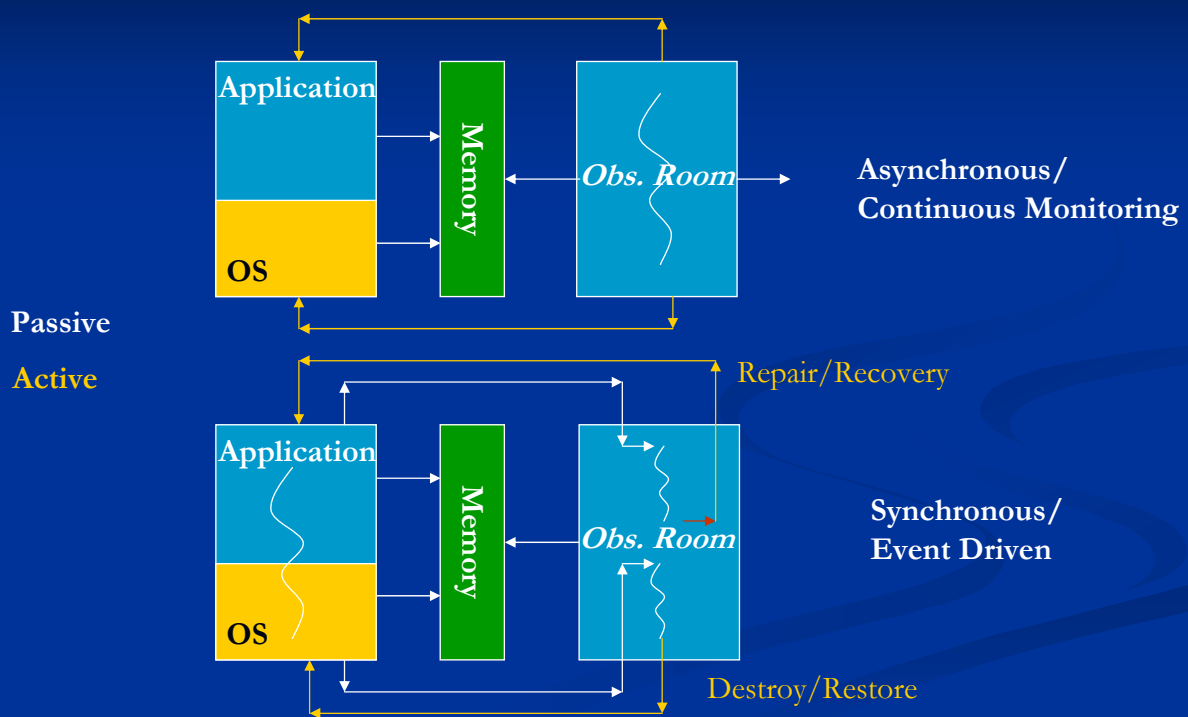 Application
Memory
Obs. Room
Asynchronous/
Continuous Monitoring
OS
Passive
Active
Repair/Recovery
Application
Memory
Obs. Room
Synchronous/
Event Driven
OS
Destroy/Restore